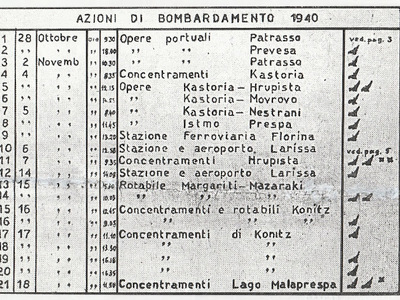 AZIONI DI BOMBARDAMENTO 1940
1 28 Ottobre ore 9.30 Opere portuali Patrasso ved. pag. 3
2 " " " " " Prevesa
3 2 Novemb " " " Patrasso
4 4 " " Concentramenti Kastoria
5 " " " Opere Kastoria - Hrupista
6 " " " " Kastoria - Movrovo
7 5 " " " Kastoria - Nestrani
8 " " " " Istmo Prespa
9 " " " Stazione Ferroviaria Florina
10 6 " " Stazione e aeroporto, Larissa ved. pag. 5
11 7 " " Concentramenti Hrupista
12 14 " " Stazione ed aeroporto, Larissa
13 15 " " Rotabile Margariti-Mazaraki
14 " " " " " "
15 16 " " Concentramenti e rotabili Konitz
16 " " " " " "
17 17 " " Concentramenti di Konitz
18 " " " " "
19 " " " " "
20 " " " " "
21 18 " " Concentramenti Lago Malaprespa